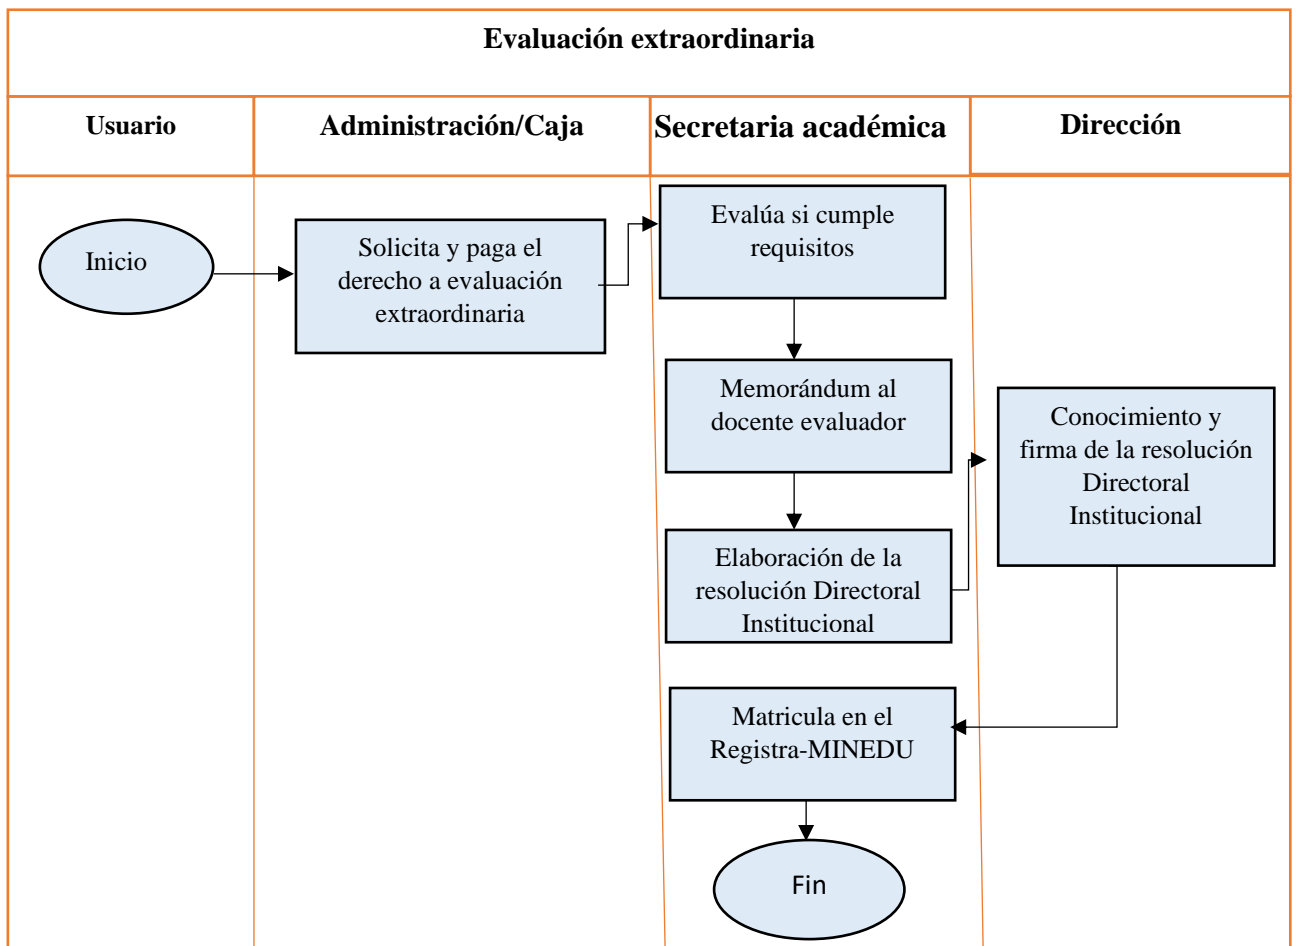 Evaluación extraordinaria
Usuario
Administración/Caja
Secretaria académica
Dirección
Inicio
Solicita y paga el
derecho a evaluación
extraordinaria
Evalúa si cumple
requisitos
Memorándum al
docente evaluador
Elaboración de la
resolución Directoral
Institucional
Conocimiento y
firma de la resolución
Directoral
Institucional
Matricula en el
Registra-MINEDU
Fin